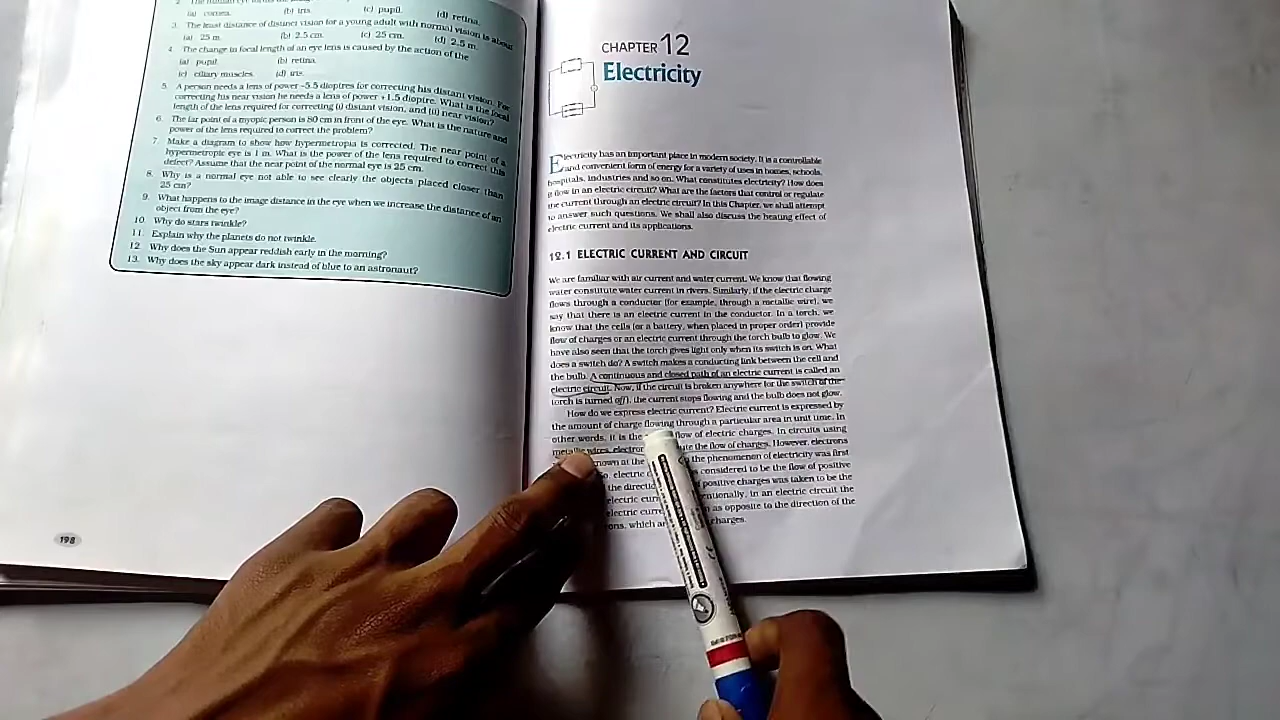 (a) cornea. (b) iris. (c) pupil. (d) retina.
3. The least distance of distinct vision for a young adult with normal vision is about
(a) 25 m. (b) 2.5 cm. (c) 25 cm. (d) 2.5 m.
4. The change in focal length of an eye lens is caused by the action of the
(a) pupil. (b) retina.
(c) ciliary muscles. (d) iris.
5. A person needs a lens of power –5.5 dioptres for correcting his distant vision. For
correcting his near vision he needs a lens of power +1.5 dioptre. What is the focal
length of the lens required for correcting (i) distant vision, and (ii) near vision?
6. The far point of a myopic person is 80 cm in front of the eye. What is the nature and
power of the lens required to correct the problem?
7. Make a diagram to show how hypermetropia is corrected. The near point of a
hypermetropic eye is 1 m. What is the power of the lens required to correct this
defect? Assume that the near point of the normal eye is 25 cm.
8. Why is a normal eye not able to see clearly the objects placed closer than
25 cm?
9. What happens to the image distance in the eye when we increase the distance of an
object from the eye?
10. Why do stars twinkle?
11. Explain why the planets do not twinkle.
12. Why does the Sun appear reddish early in the morning?
13. Why does the sky appear dark instead of blue to an astronaut?
198
CHAPTER 12
Electricity
Electricity has an important place in modern society. It is a controllable
and convenient form of energy for a variety of uses in homes, schools,
hospitals, industries and so on. What constitutes electricity? How does
it flow in an electric circuit? What are the factors that control or regulate
the current through an electric circuit? In this Chapter, we shall attempt
to answer such questions. We shall also discuss the heating effect of
electric current and its applications.
12.1 ELECTRIC CURRENT AND CIRCUIT
We are familiar with air current and water current. We know that flowing
water constitute water current in rivers. Similarly, if the electric charge
flows through a conductor (for example, through a metallic wire), we
say that there is an electric current in the conductor. In a torch, we
know that the cells (or a battery, when placed in proper order) provide
flow of charges or an electric current through the torch bulb to glow. We
have also seen that the torch gives light only when its switch is on. What
does a switch do? A switch makes a conducting link between the cell and
the bulb. A continuous and closed path of an electric current is called an
electric circuit. Now, if the circuit is broken anywhere (or the switch of the
torch is turned off), the current stops flowing and the bulb does not glow.
How do we express electric current? Electric current is expressed by
the amount of charge flowing through a particular area in unit time. In
other words, it is the flow of electric charges. In circuits using
metallic wires, the flow of charges. However, electrons
at the the phenomenon of electricity was first
electric considered to be the flow of positive
the positive charges was taken to be the
electric in an electric circuit the
electric as opposite to the direction of the
which charges.